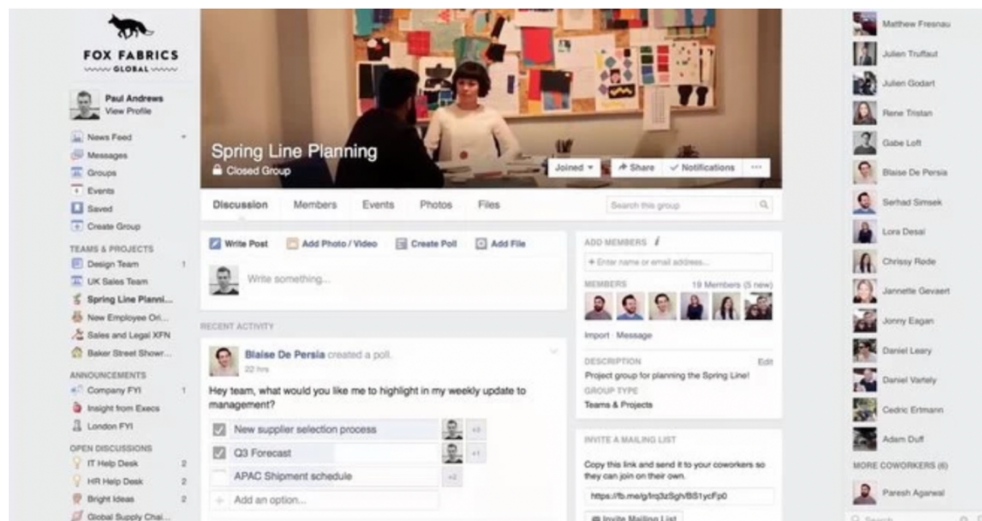 FOX FABRICS
GLOBAL
Paul Andrews
View Profile
News Feed
Messages
Groups
Events
Saved
Create Group
TEAMS & PROJECTS
Design Team 1
UK Sales Team
Spring Line Planni...
New Employee Ori...
Sales and Legal XFN
Baker Street Showr...
ANNOUNCEMENTS
Company FYI 1
Insight from Execs
London FYI
OPEN DISCUSSIONS
IT Help Desk 2
HR Help Desk 2
Bright Ideas 2
Global Supply Chai...
Spring Line Planning
Closed Group
Joined
Share
Notifications
Discussion Members Events Photos Files
Search this group
Write Post Add Photo / Video Create Poll Add File
Write something...
RECENT ACTIVITY
Blaise De Persia created a poll.
22 hrs
Hey team, what would you like me to highlight in my weekly update to
management?
New supplier selection process
Q3 Forecast +1
APAC Shipment schedule +2
Add an option...
ADD MEMBERS
+ Enter name or email address...
MEMBERS 19 Members (5 new)
Import · Message
DESCRIPTION Edit
Project group for planning the Spring Line!
GROUP TYPE
Teams & Projects
INVITE A MAILING LIST
Copy this link and send it to your coworkers so
they can join on their own.
Invite Mailing List
Matthew Fresnau
Julien Truffaut
Julien Godart
Rene Tristan
Gabe Loft
Blaise De Persia
Serhad Simsek
Lora Desai
Chrissy Rede
Jannette Gevaert
Jonny Eagan
Daniel Leary
Daniel Vartely
Cedric Ertmann
Adam Duff
MORE COWORKERS (6)
Paresh Agarwal
Search